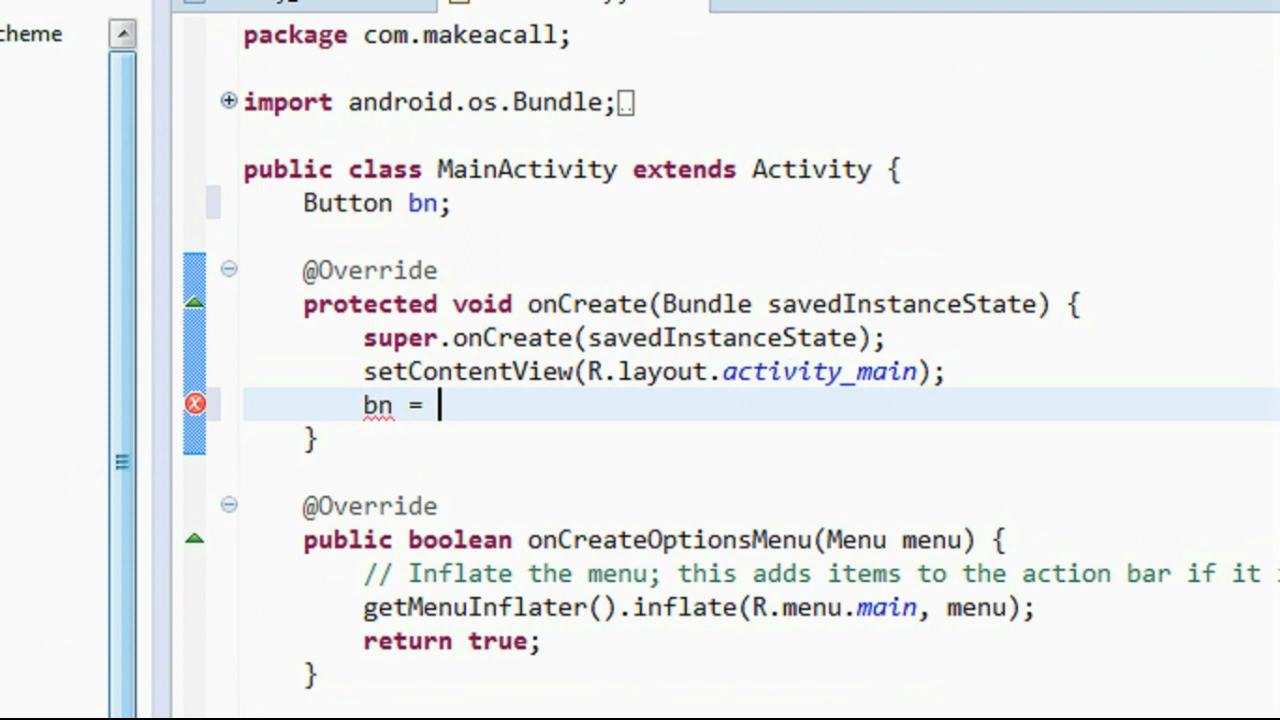 cheme
package com.makeacall;
import android.os.Bundle;
public class MainActivity extends Activity {
Button bn;
@Override
protected void onCreate(Bundle savedInstanceState) {
super.onCreate(savedInstanceState);
setContentView(R.layout.activity_main);
bn =
}
@Override
public boolean onCreateOptionsMenu(Menu menu) {
// Inflate the menu; this adds items to the action bar if it
getMenuInflater().inflate(R.menu.main, menu);
return true;
}